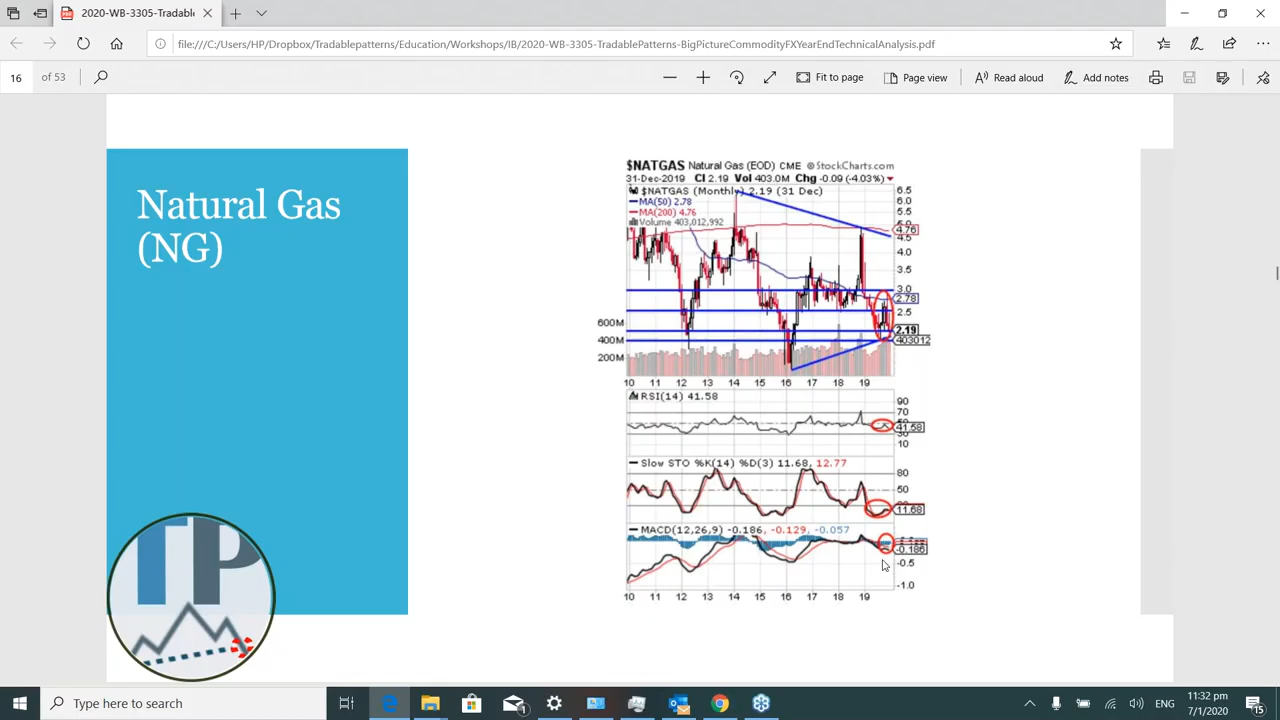 2020-WB-3305-Tradab
file:///C:/Users/HP/Dropbox/Tradablepatterns/Education/Workshops/IB/2020-WB-3305-TradablePatterns-BigPictureCommodityFXYearEndTechnicalAnalysis.pdf
16 of 53 Fit to page Page view Read aloud Add notes
Natural Gas
(NG)
$NATGAS Natural Gas (EOD) CME @StockCharts.com
31-Dec-2019 Cl 2.19 Vol 403.0M Chg -0.09 (-4.03%)
$NATGAS (Monthly) 2.19 (31 Dec)
MA(50) 2.78
MA(200) 4.76
Volume 403,012,992
6.5
6.0
5.5
5.0
4.76
4.5
4.0
3.5
3.0
2.78
2.5
2.19
403012
600M
400M
200M
10 11 12 13 14 15 16 17 18 19
RSI(14) 41.58
90
70
41.58
30
10
Slow STO %K(14) %D(3) 11.68, 12.77
80
50
11.68
MACD(12,26,9) -0.186, -0.129, -0.057
-0.186
-0.5
-1.0
10 11 12 13 14 15 16 17 18 19
TP
Type here to search
ENG
11:32 pm
7/1/2020
15